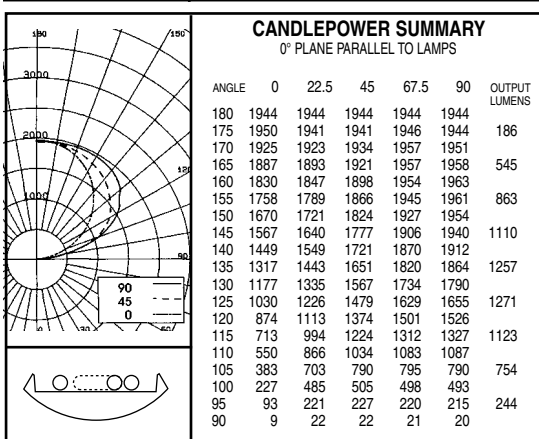 CANDLEPOWER SUMMARY
0° PLANE PARALLEL TO LAMPS
ANGLE 0 22.5 45 67.5 90 OUTPUT LUMENS
180 1944 1944 1944 1944 1944
175 1950 1941 1941 1946 1944 186
170 1925 1923 1934 1957 1951
165 1887 1893 1921 1957 1958 545
160 1830 1847 1898 1954 1963
155 1758 1789 1866 1945 1961 863
150 1670 1721 1824 1927 1954
145 1567 1640 1777 1906 1940 1110
140 1449 1549 1721 1870 1912
135 1317 1443 1651 1820 1864 1257
130 1177 1335 1567 1734 1790
125 1030 1226 1479 1629 1655 1271
120 874 1113 1374 1501 1526
115 713 994 1224 1312 1327 1123
110 550 866 1034 1083 1087
105 383 703 790 795 790 754
100 227 485 505 498 493
95 93 221 227 220 215 244
90 9 22 22 21 20
180
150
3000
2000
120
1000
90
90
45
0
0
30